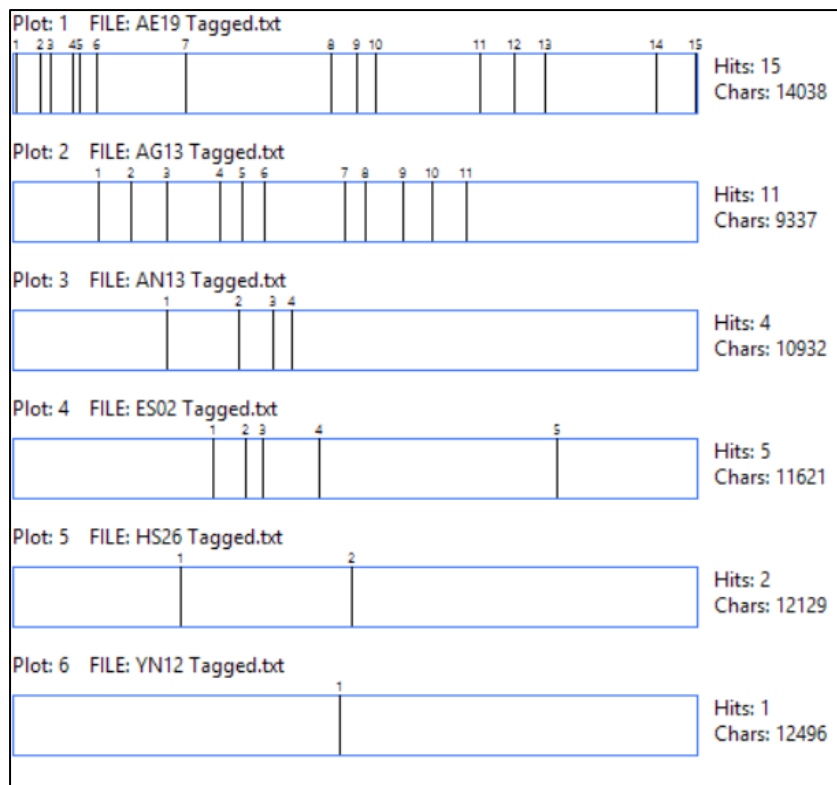 Plot: 1 FILE: AE19 Tagged.txt
1 2 3 4 5 6 7 8 9 10 11 12 13 14 15
Hits: 15
Chars: 14038
Plot: 2 FILE: AG13 Tagged.txt
1 2 3 4 5 6 7 8 9 10 11
Hits: 11
Chars: 9337
Plot: 3 FILE: AN13 Tagged.txt
1 2 3 4
Hits: 4
Chars: 10932
Plot: 4 FILE: ES02 Tagged.txt
1 2 3 4 5
Hits: 5
Chars: 11621
Plot: 5 FILE: HS26 Tagged.txt
1 2
Hits: 2
Chars: 12129
Plot: 6 FILE: YN12 Tagged.txt
1
Hits: 1
Chars: 12496